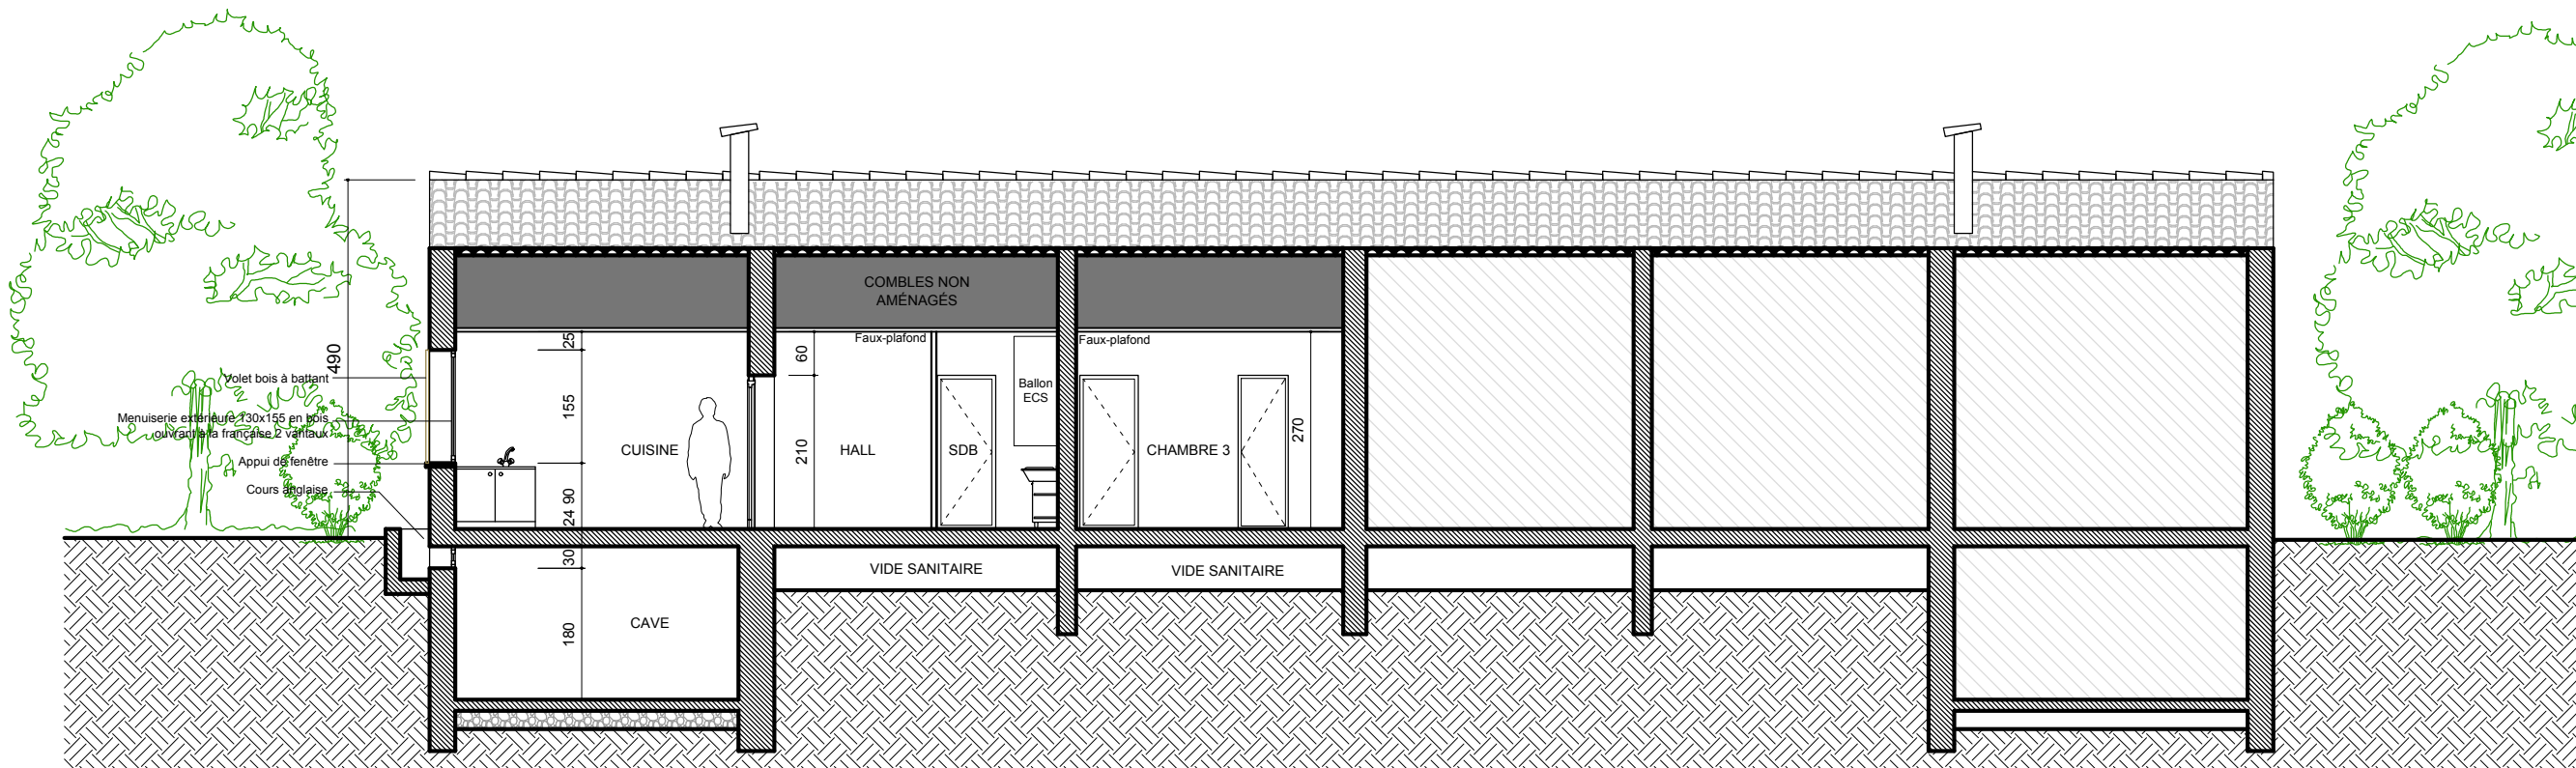 COMBLES NON
AMÉNAGÉS
Faux-plafond
Faux-plafond
490
25
60
Volet bois à battant
Ballon
ECS
155
Menuiserie extérieure 130x155 en bois
ouvrant à la française 2 vantaux
270
210
CUISINE
HALL
SDB
CHAMBRE 3
Appui de fenêtre
Cours anglaise
90
24
30
VIDE SANITAIRE
VIDE SANITAIRE
CAVE
180